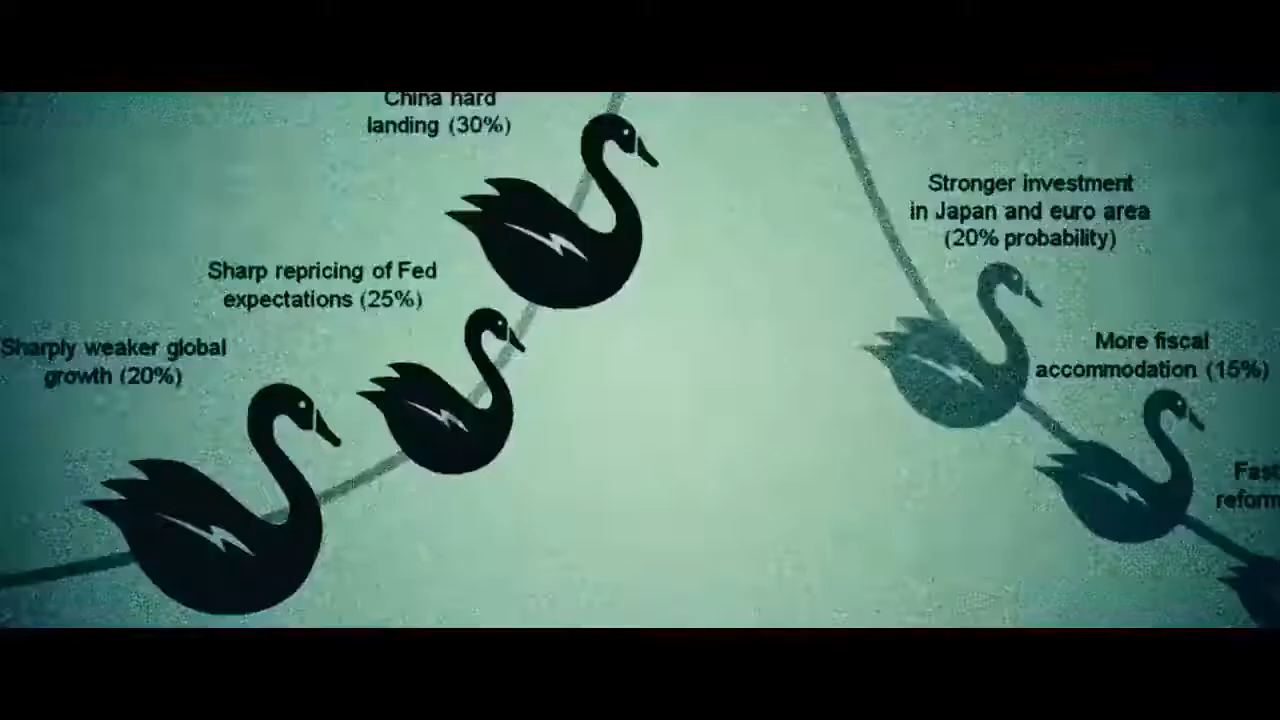 China hard
landing (30%)
Stronger investment
in Japan and euro area
(20% probability)
Sharp repricing of Fed
expectations (25%)
Sharply weaker global
growth (20%)
More fiscal
accommodation (15%)
reform